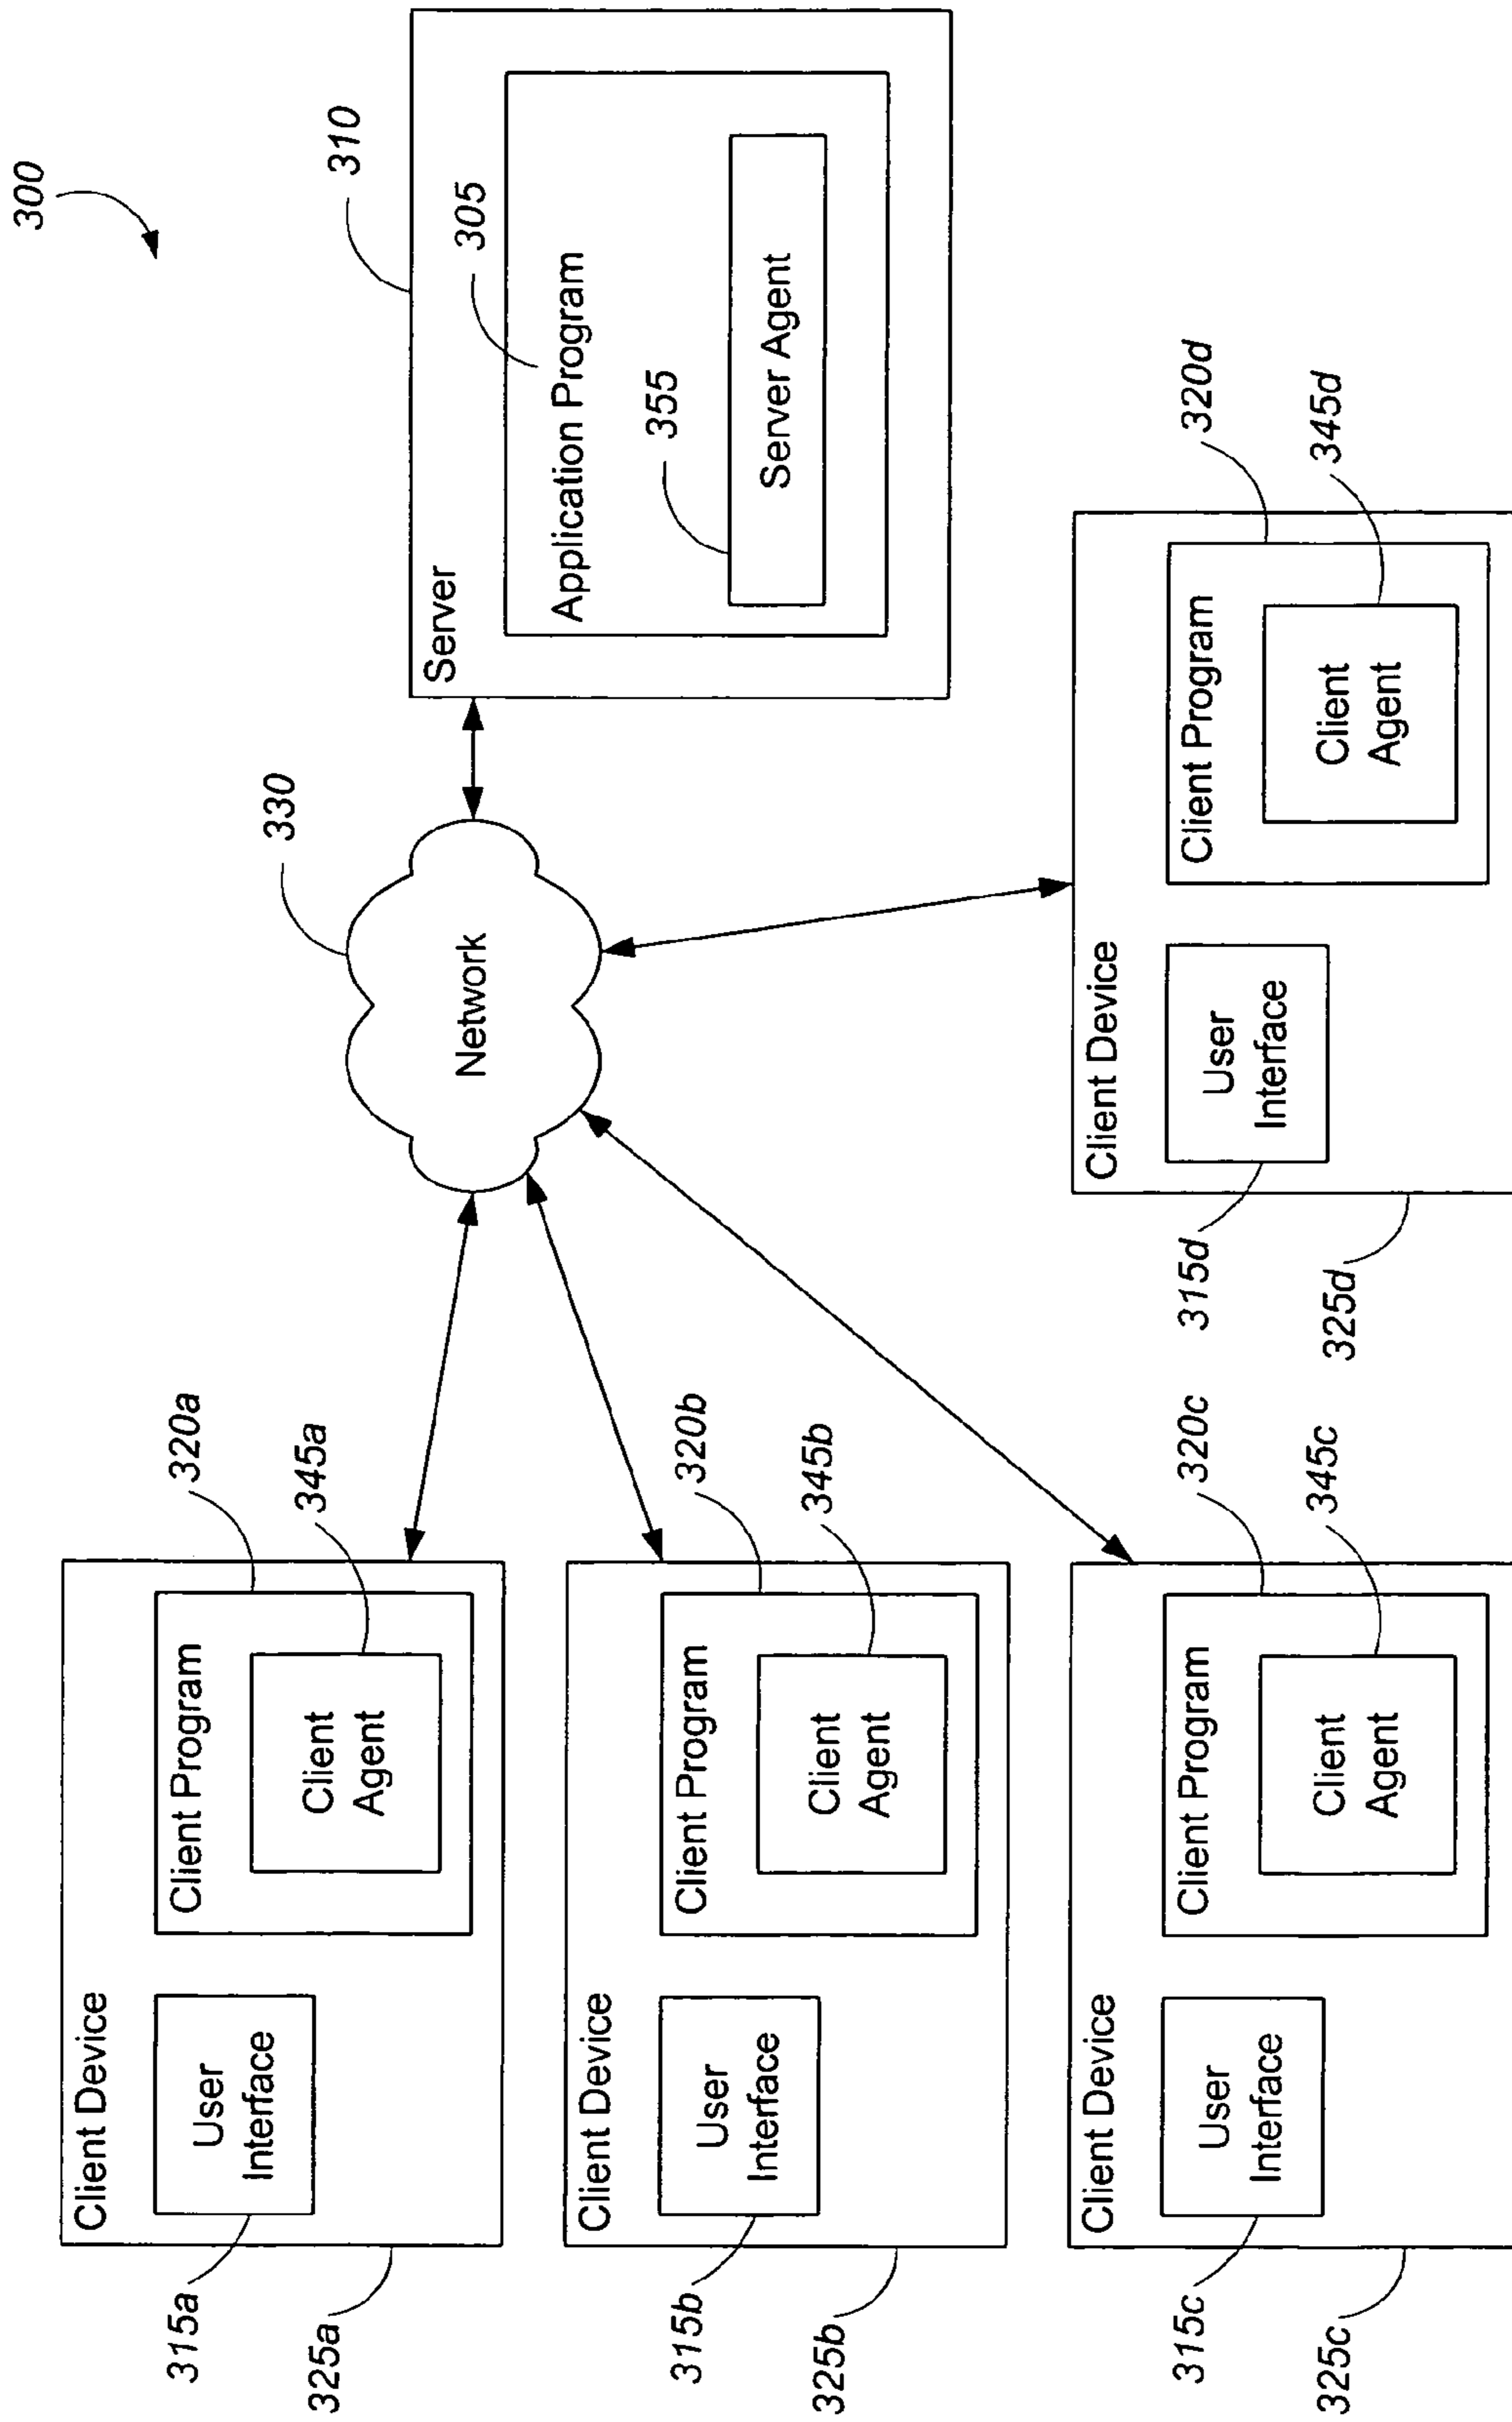 300
Client Device
User
Interface
Client Program
Client
Agent
315a
325a
320a
345a
Client Device
User
Interface
Client Program
Client
Agent
315b
325b
320b
345b
Client Device
User
Interface
Client Program
Client
Agent
315c
325c
320c
345c
Network
330
Server
310
Application Program
305
355
Server Agent
Client Device
User
Interface
Client Program
Client
Agent
315d
325d
320d
345d